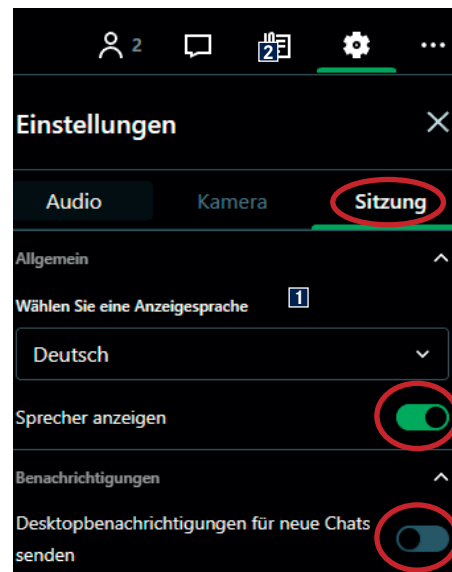 2
2
Einstellungen
Audio Kamera Sitzung
Allgemein
Wählen Sie eine Anzeigesprache
1
Deutsch
Sprecher anzeigen
Benachrichtigungen
Desktopbenachrichtigungen für neue Chats
senden